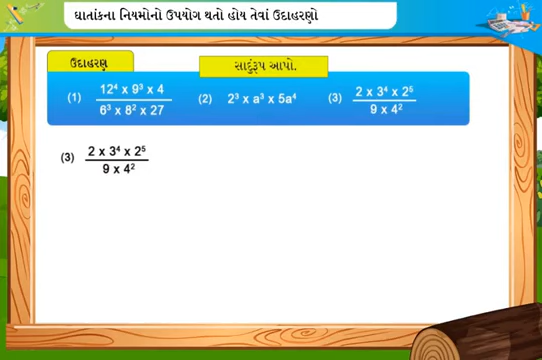 ઘાતાંકના નિયમોનો ઉપયોગ થતો હોય તેવાં ઉદાહરણો
ઉદાહરણ
સાદુંરૂપ આપો.
(1) 12⁴ x 9³ x 4 / 6³ x 8² x 27 (2) 2³ x a³ x 5a⁴ (3) 2 x 3⁴ x 2⁵ / 9 x 4²
(3) 2 x 3⁴ x 2⁵ / 9 x 4²